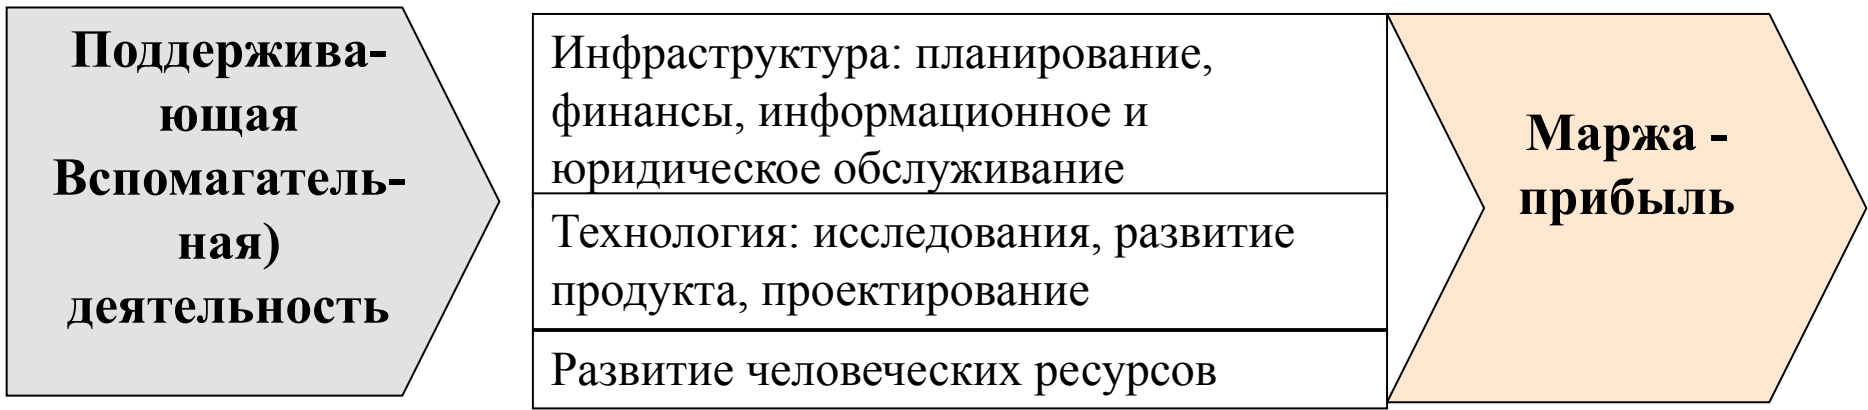 Поддержива-
ющая
Вспомагатель-
ная)
деятельность
Инфраструктура: планирование,
финансы, информационное и
юридическое обслуживание
Технология: исследования, развитие
продукта, проектирование
Развитие человеческих ресурсов
Маржа -
прибыль